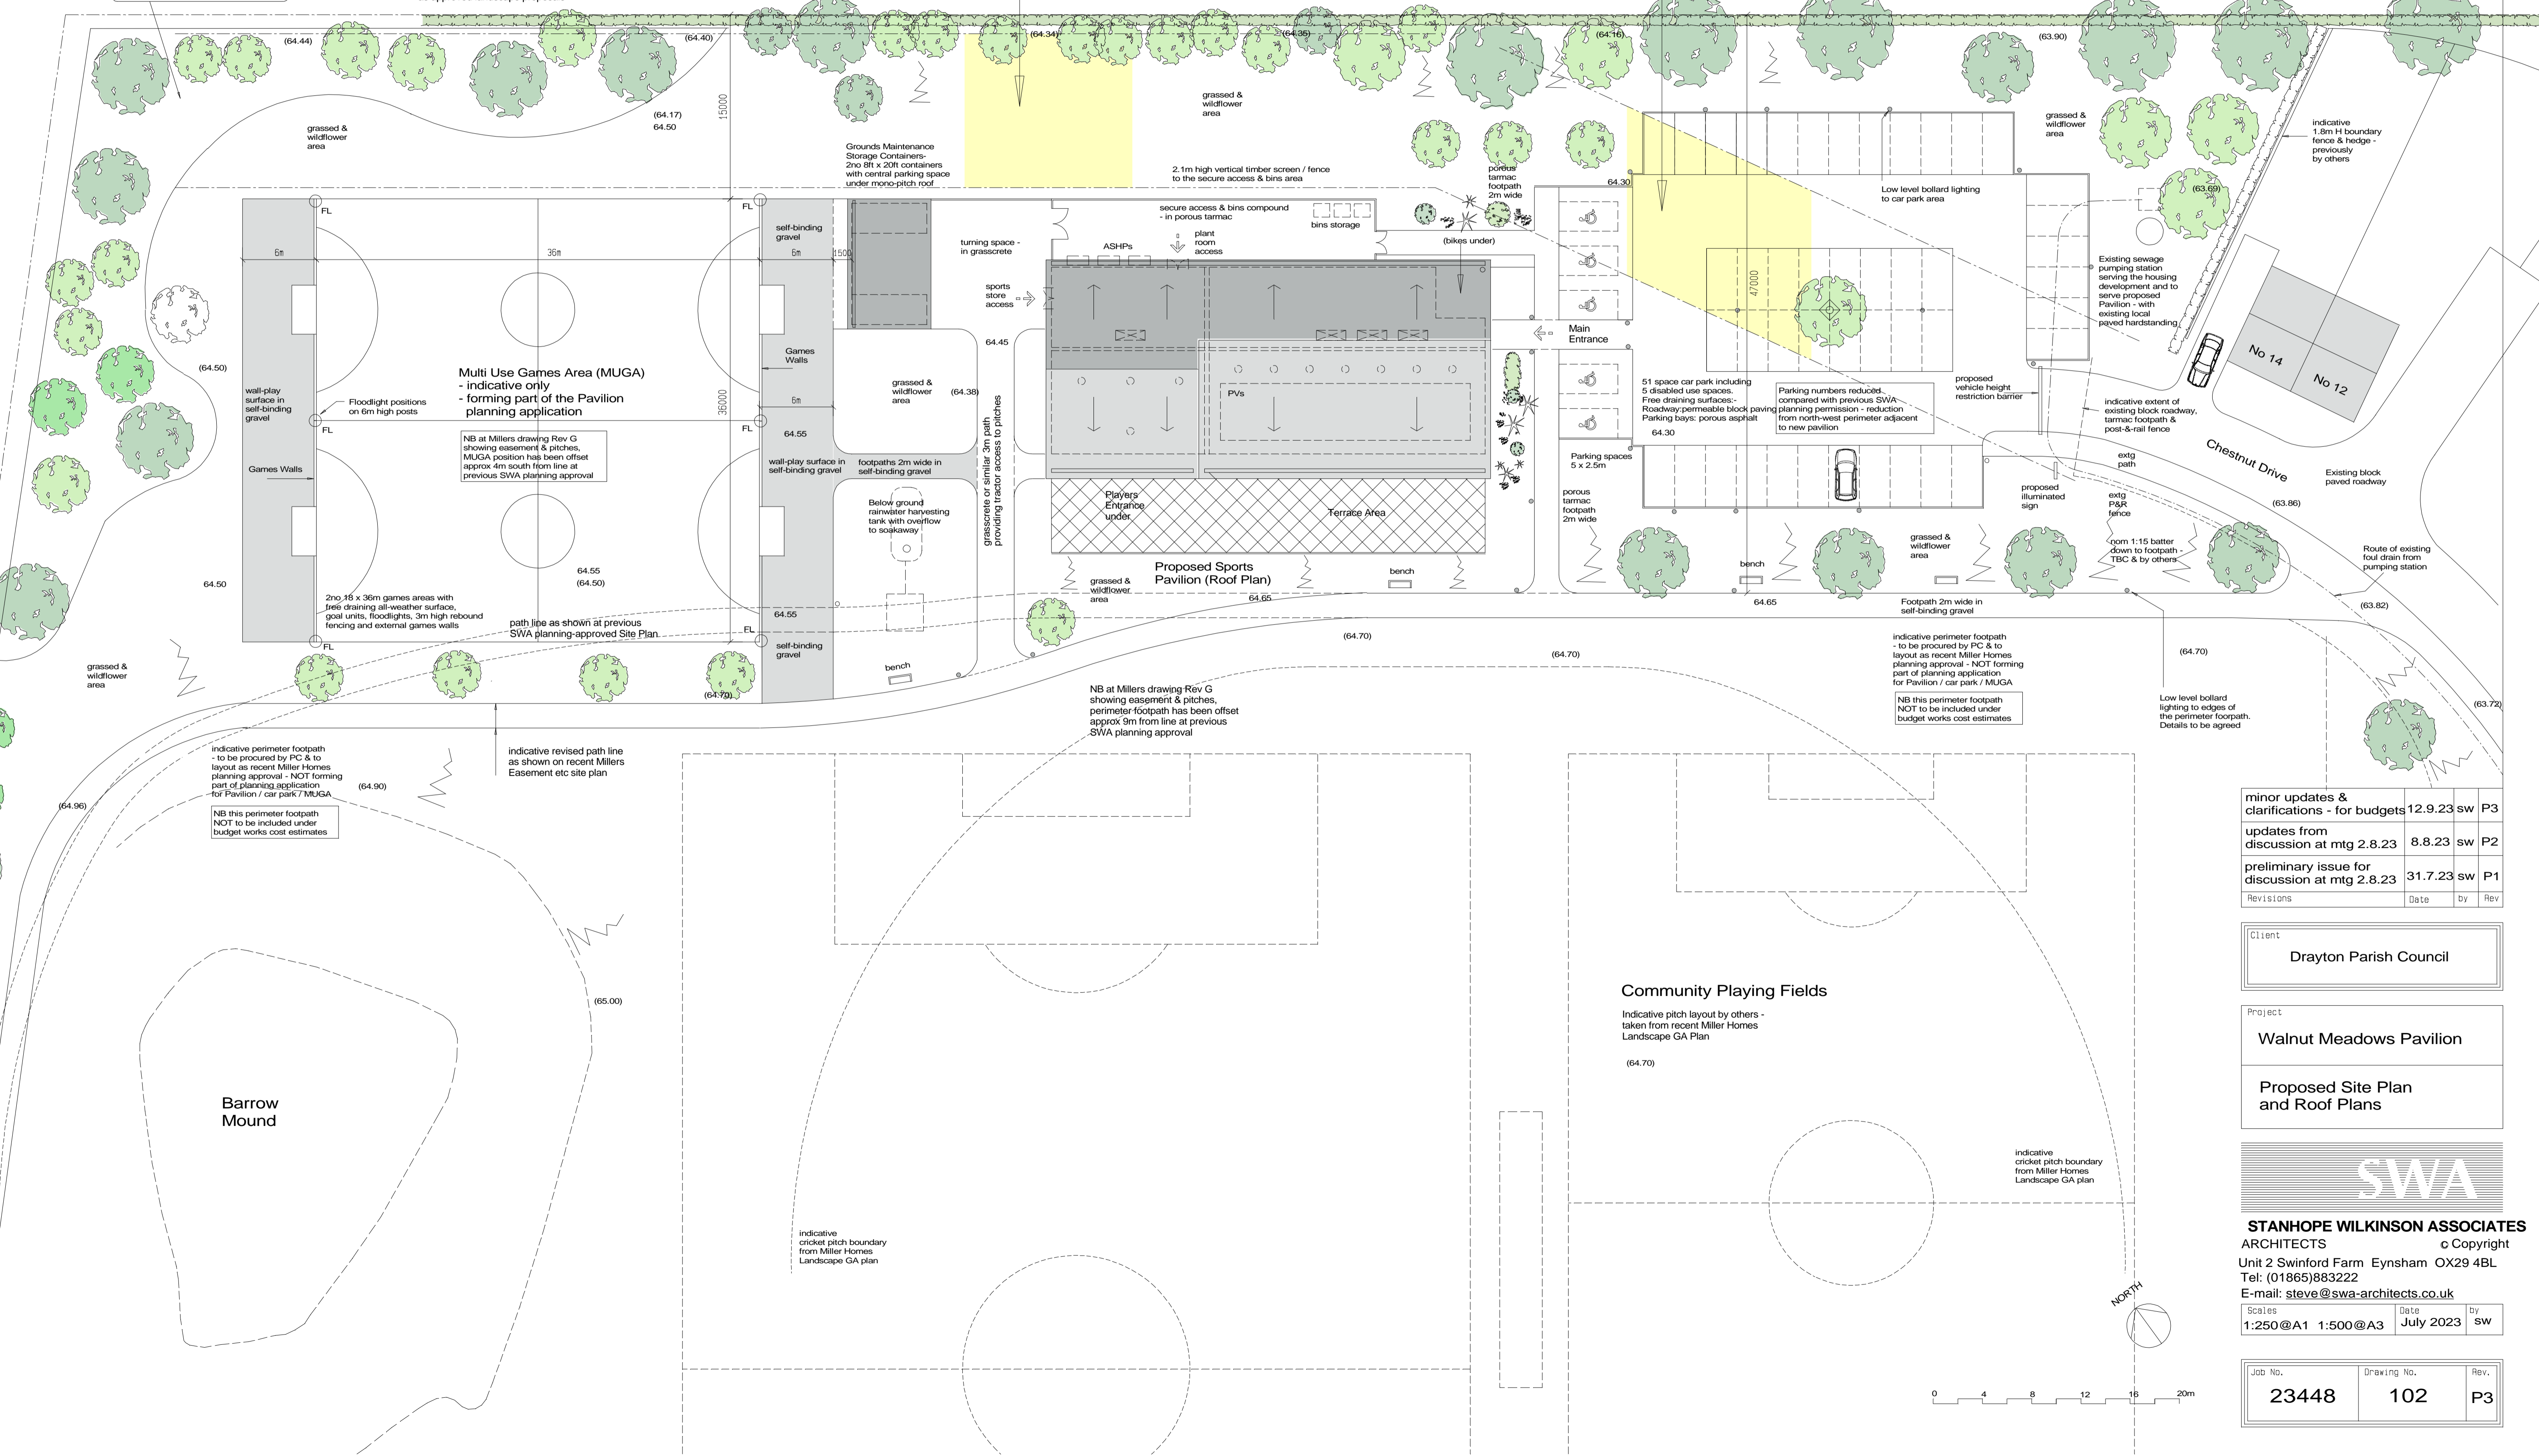 (64.44)
(64.40)
(64.34)
(64.35)
(64.16)
(63.90)
15000
(64.17)
64.50
grassed &
wildflower
area
grassed &
wildflower
area
grassed &
wildflower
area
indicative
1.8m H boundary
fence & hedge -
previously
by others
Grounds Maintenance
Storage Containers-
2no 8ft x 20ft containers
with central parking space
under mono-pitch roof
2.1m high vertical timber screen / fence
to the secure access & bins area
porous
tarmac
footpath
2m wide
64.30
Low level bollard lighting
to car park area
(63.69)
FL
FL
self-binding
gravel
secure access & bins compound
- in porous tarmac
bins storage
plant
room
access
ASHPs
turning space -
in grasscrete
(bikes under)
6m
36m
6m
1500
sports
store
access
47000
Existing sewage
pumping station
serving the housing
development and to
serve proposed
Pavilion - with
existing local
paved hardstanding
Main
Entrance
64.45
Games
Walls
(64.50)
Multi Use Games Area (MUGA)
- indicative only
- forming part of the Pavilion
planning application
wall-play
surface in
self-binding
gravel
Floodlight positions
on 6m high posts
FL
FL
36000
6m
64.55
grassed &
wildflower
area
(64.38)
PVs
51 space car park including
5 disabled use spaces.
Free draining surfaces:-
Roadway:permeable block paving
Parking bays: porous asphalt
64.30
Parking numbers reduced
compared with previous SWA
planning permission - reduction
from north-west perimeter adjacent
to new pavilion
proposed
vehicle height
restriction barrier
indicative extent of
existing block roadway,
tarmac footpath &
post-&-rail fence
No 14
No 12
Chestnut Drive
NB at Millers drawing Rev G
showing easement & pitches,
MUGA position has been offset
approx 4m south from line at
previous SWA planning approval
Games Walls
wall-play surface in
self-binding gravel
footpaths 2m wide in
self-binding gravel
grasscrete or similar 3m path
providing tractor access to pitches
Below ground
rainwater harvesting
tank with overflow
to soakaway
Players
Entrance
under
Terrace Area
Parking spaces
5 x 2.5m
porous
tarmac
footpath
2m wide
extg
path
proposed
illuminated
sign
extg
P&R
fence
Existing block
paved roadway
(63.86)
nom 1:15 batter
down to footpath -
TBC & by others
Route of existing
foul drain from
pumping station
(63.82)
grassed &
wildflower
area
bench
bench
Proposed Sports
Pavilion (Roof Plan)
grassed &
wildflower
area
64.50
64.55
(64.50)
2no 18 x 36m games areas with
free draining all-weather surface,
goal units, floodlights, 3m high rebound
fencing and external games walls
path line as shown at previous
SWA planning-approved Site Plan
64.55
64.65
64.65
Footpath 2m wide in
self-binding gravel
FL
FL
self-binding
gravel
bench
(64.70)
(64.70)
(64.70)
(64.70)
grassed &
wildflower
area
indicative perimeter footpath
- to be procured by PC & to
layout as recent Miller Homes
planning approval - NOT forming
part of planning application
for Pavilion / car park / MUGA
NB this perimeter footpath
NOT to be included under
budget works cost estimates
Low level bollard
lighting to edges of
the perimeter foorpath.
Details to be agreed
(63.72)
NB at Millers drawing Rev G
showing easement & pitches,
perimeter footpath has been offset
approx 9m from line at previous
SWA planning approval
indicative perimeter footpath
- to be procured by PC & to
layout as recent Miller Homes
planning approval - NOT forming
part of planning application
for Pavilion / car park / MUGA
NB this perimeter footpath
NOT to be included under
budget works cost estimates
(64.90)
(64.96)
indicative revised path line
as shown on recent Millers
Easement etc site plan
(65.00)
Barrow
Mound
Community Playing Fields
Indicative pitch layout by others -
taken from recent Miller Homes
Landscape GA Plan
(64.70)
indicative
cricket pitch boundary
from Miller Homes
Landscape GA plan
indicative
cricket pitch boundary
from Miller Homes
Landscape GA plan
NORTH
0 4 8 12 16 20m
minor updates &
clarifications - for budgets 12.9.23 sw P3
updates from
discussion at mtg 2.8.23 8.8.23 sw P2
preliminary issue for
discussion at mtg 2.8.23 31.7.23 sw P1
Revisions Date by Rev
Client
Drayton Parish Council
Project
Walnut Meadows Pavilion
Proposed Site Plan
and Roof Plans
SWA
STANHOPE WILKINSON ASSOCIATES
ARCHITECTS © Copyright
Unit 2 Swinford Farm Eynsham OX29 4BL
Tel: (01865)883222
E-mail: steve@swa-architects.co.uk
Scales Date by
1:250@A1 1:500@A3 July 2023 sw
Job No. Drawing No. Rev.
23448 102 P3